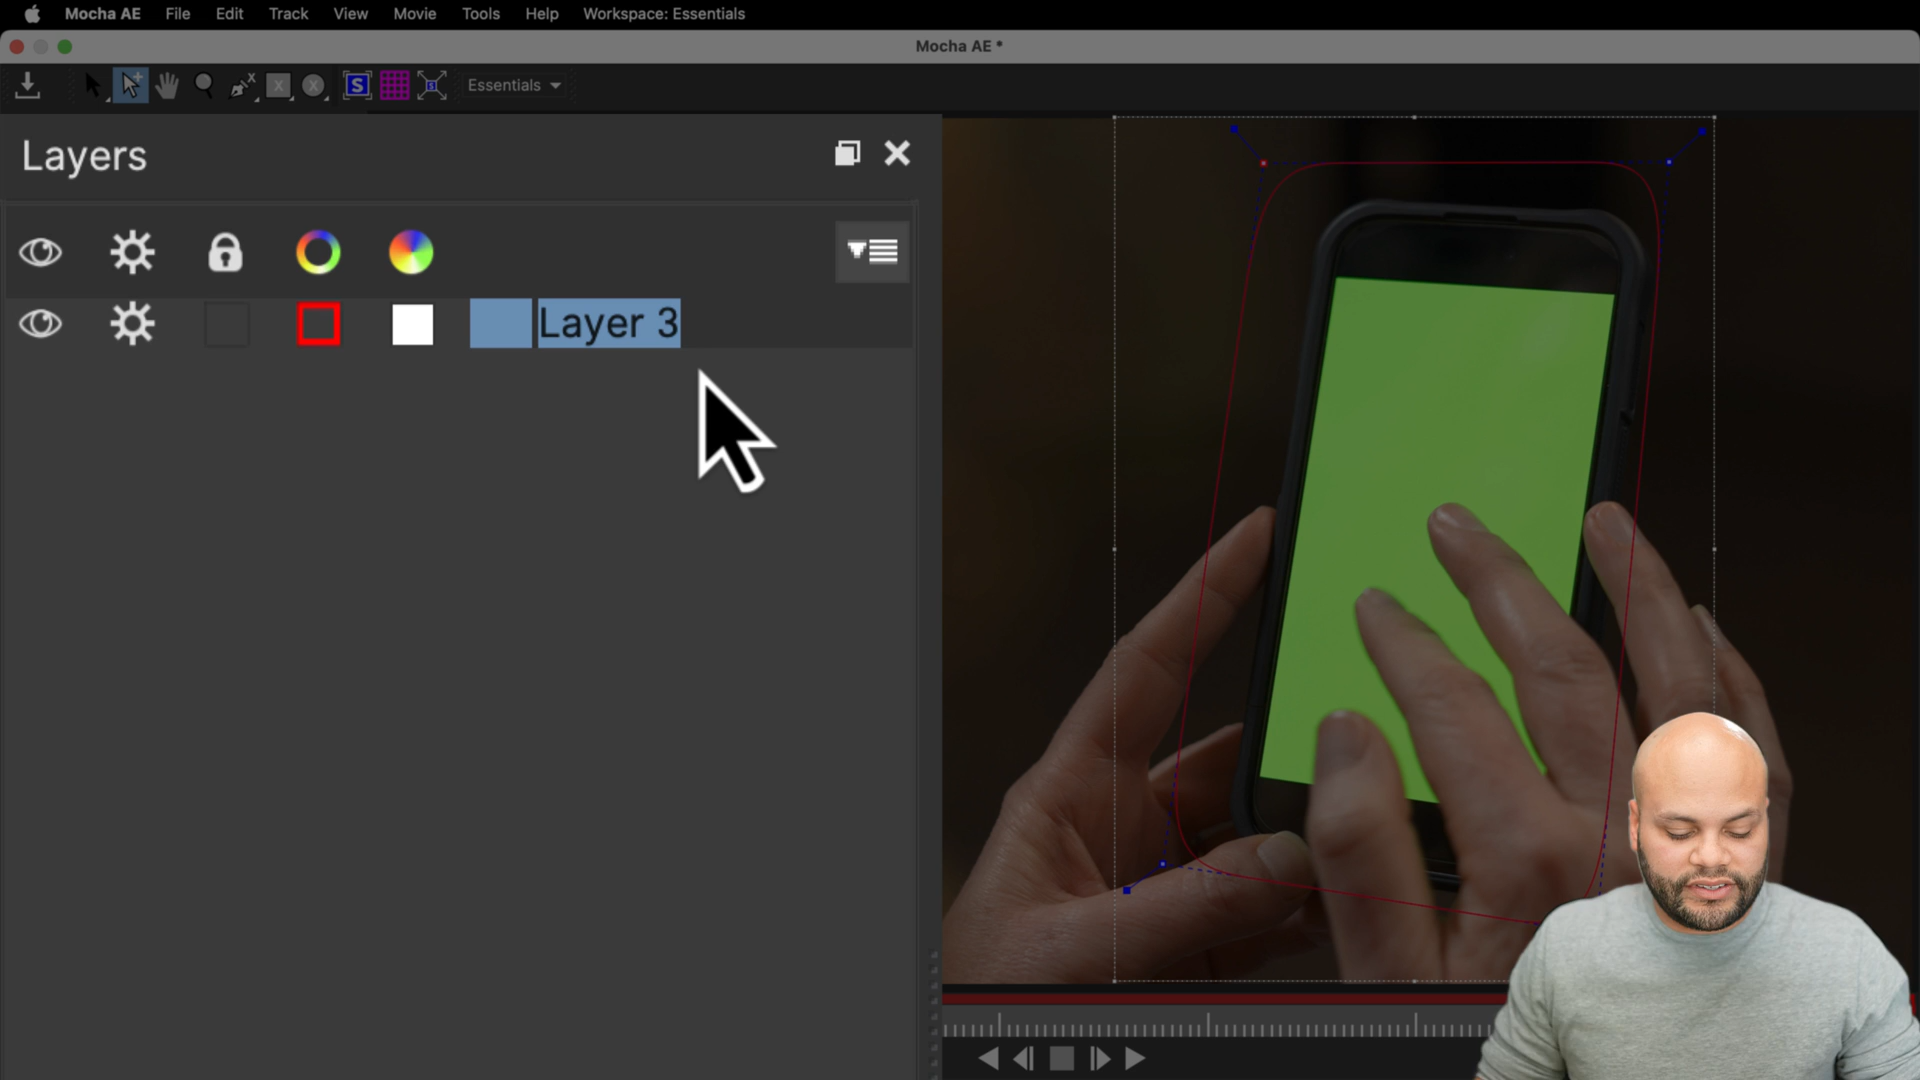 Mocha AE File Edit Track View Movie Tools Help Workspace: Essentials
Mocha AE *
S S Essentials
Layers
Layer 3